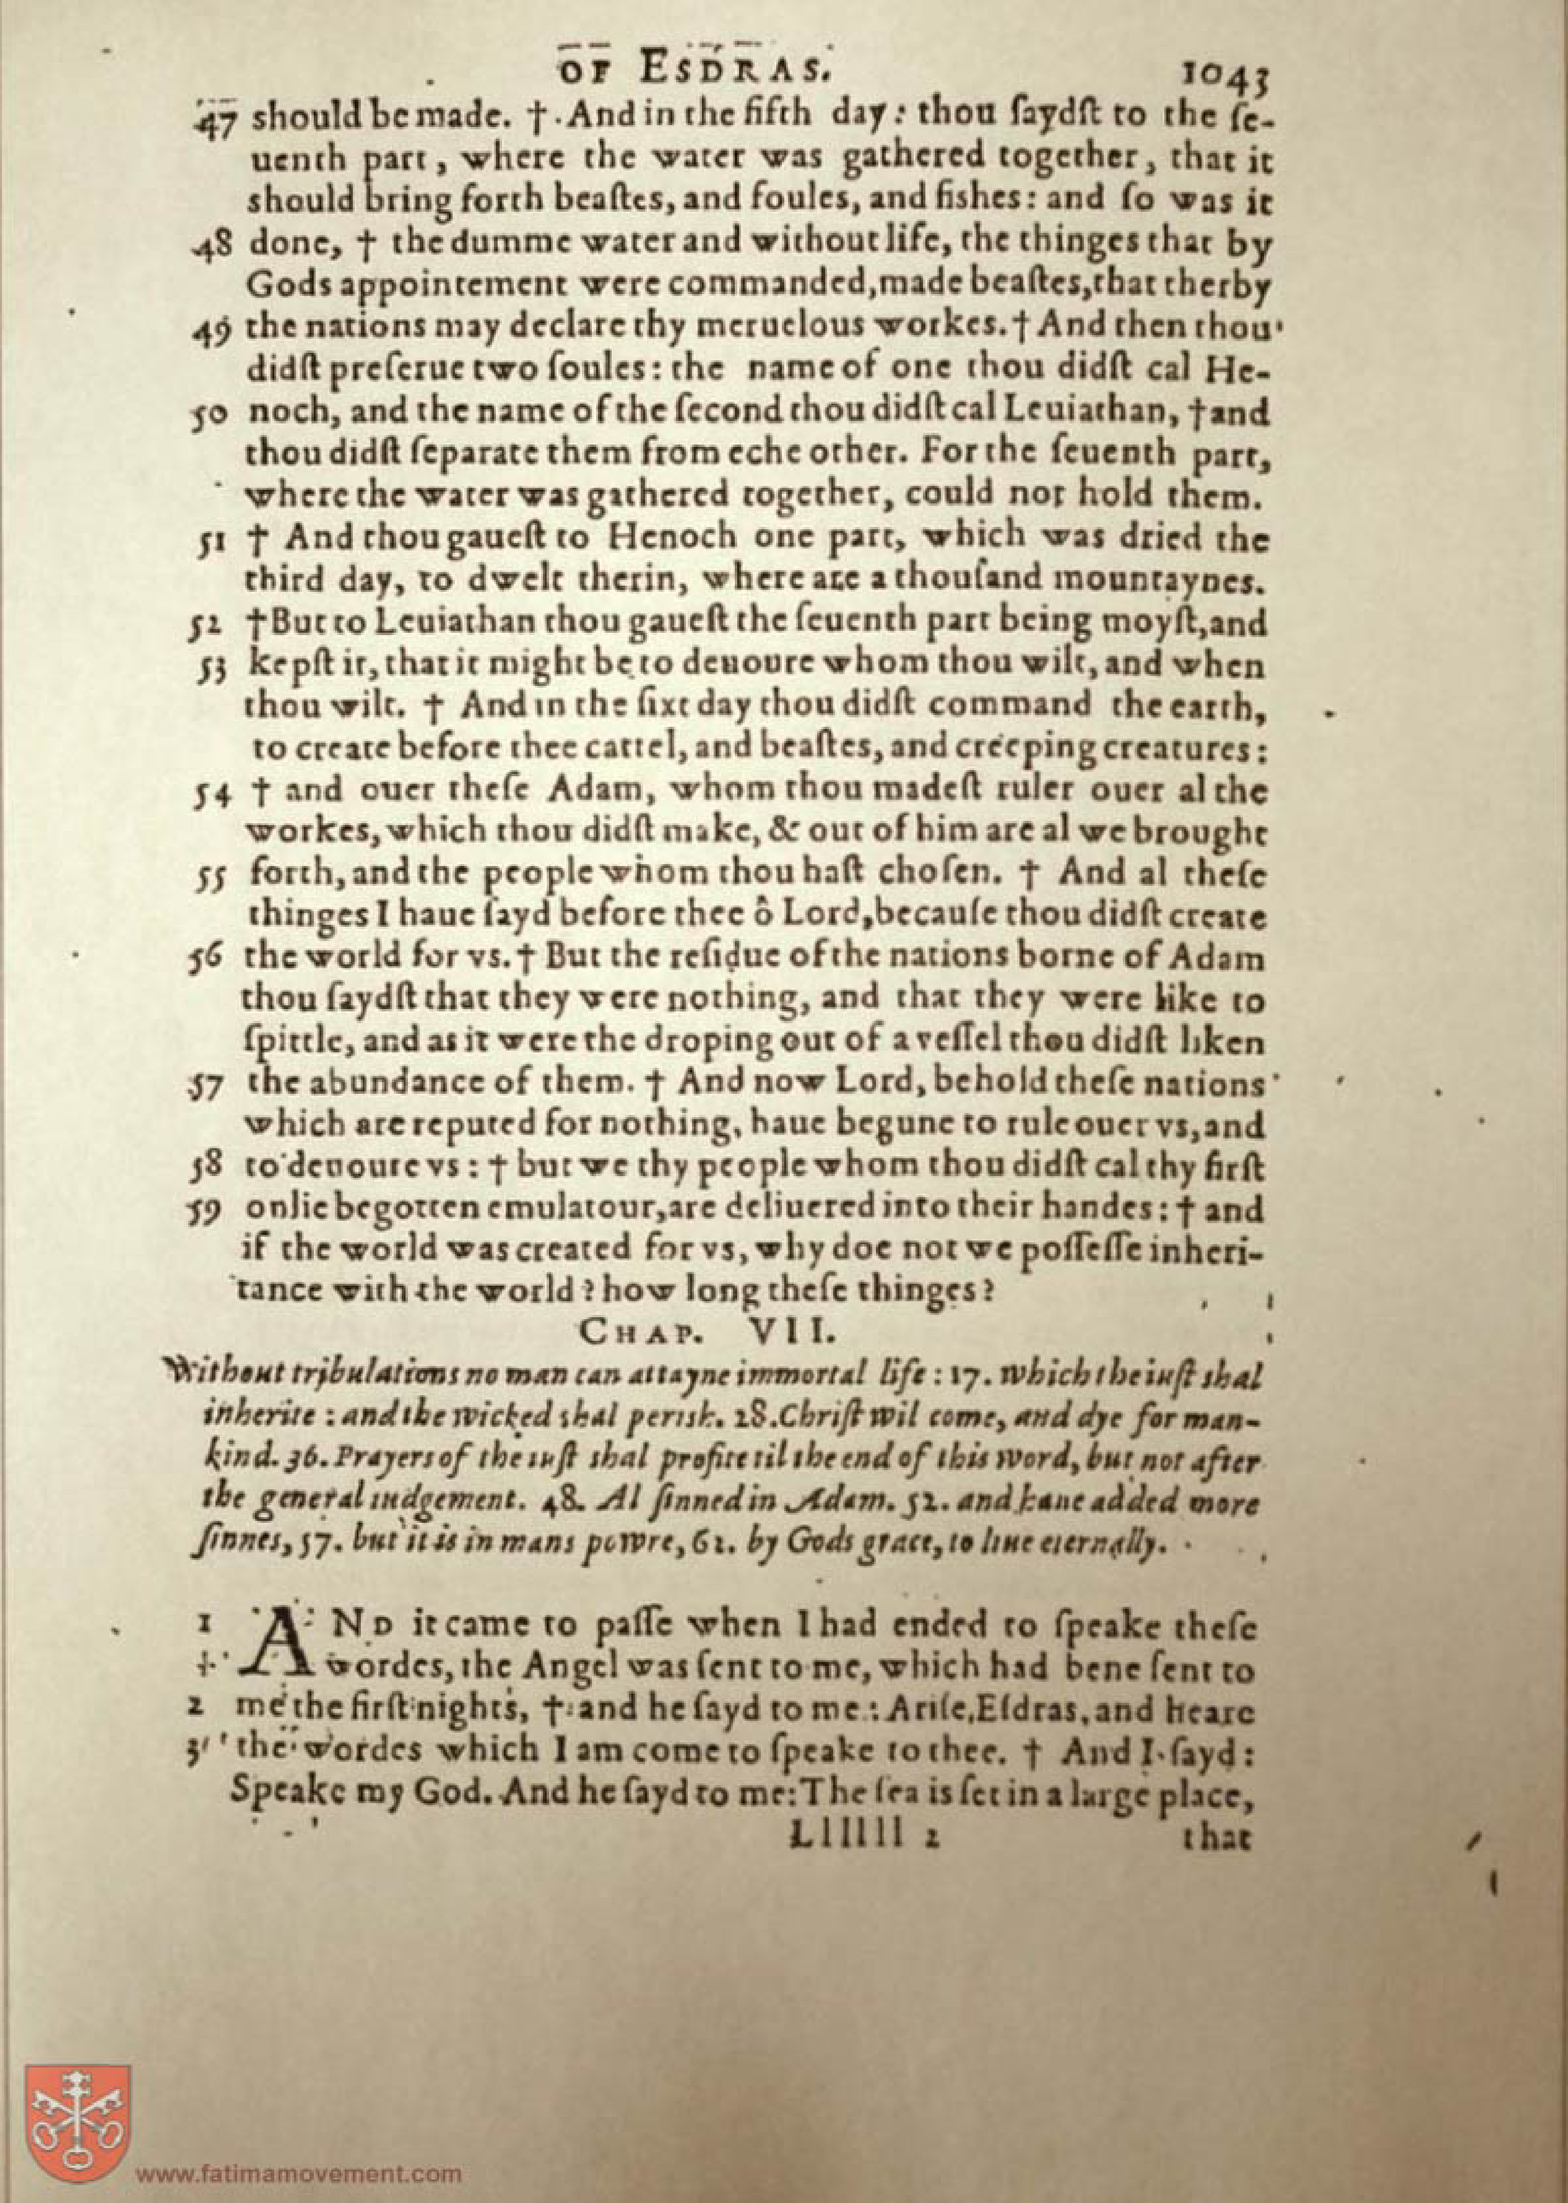 OF ESDRAS. 1043
47 should be made. † And in the fifth day: thou ſaydſt to the ſe-
uenth part, where the water was gathered together, that it
should bring forth beaſtes, and foules, and fishes: and ſo was it
48 done, † the dumme water and without life, the thinges that by
Gods appointement were commanded, made beaſtes, that therby
49 the nations may declare thy meruelous workes. † And then thou
didſt preſerue two ſoules: the name of one thou didſt cal He-
50 noch, and the name of the ſecond thou didſt cal Leuiathan, † and
thou didſt ſeparate them from eche other. For the ſeuenth part,
where the water was gathered together, could not hold them.
51 † And thou gaueſt to Henoch one part, which was dried the
third day, to dwelt therin, where are a thouſand mountaynes.
52 † But to Leuiathan thou gaueſt the ſeuenth part being moyſt, and
53 kepſt it, that it might be to deuoure whom thou wilt, and when
thou wilt. † And in the ſixt day thou didſt command the earth,
to create before thee cattel, and beaſtes, and creeping creatures:
54 † and ouer theſe Adam, whom thou madeſt ruler ouer al the
workes, which thou didſt make, & out of him are al we brought
55 forth, and the people whom thou haſt choſen. † And al theſe
thinges I haue ſayd before thee ô Lord, becauſe thou didſt create
56 the world for vs. † But the reſidue of the nations borne of Adam
thou ſaydſt that they were nothing, and that they were like to
ſpittle, and as it were the droping out of a veſſel thou didſt liken
57 the abundance of them. † And now Lord, behold theſe nations
which are reputed for nothing, haue begune to rule ouer vs, and
58 to deuoure vs: † but we thy people whom thou didſt cal thy firſt
59 onlie begotten emulatour, are deliuered into their handes: † and
if the world was created for vs, why doe not we poſſeſſe inheri-
tance with the world? how long theſe thinges?
CHAP. VII.
Without tribulations no man can attayne immortal life: 17. which the iuſt shal
inherite: and the wicked shal perish. 28. Chriſt wil come, and dye for man-
kind. 36. Prayers of the iuſt shal profite til the end of this word, but not after
the general iudgement. 48. Al ſinned in Adam. 52. and haue added more
ſinnes, 57. but it is in mans powre, 62. by Gods grace, to liue eternally.
1 AND it came to paſſe when I had ended to ſpeake theſe
† wordes, the Angel was ſent to me, which had bene ſent to
2 me the firſt nights, † and he ſayd to me: Ariſe, Eſdras, and heare
3 the wordes which I am come to ſpeake to thee. † And I ſayd:
Speake my God. And he ſayd to me: The ſea is ſet in a large place,
Llllll 2 that
www.fatimamovement.com